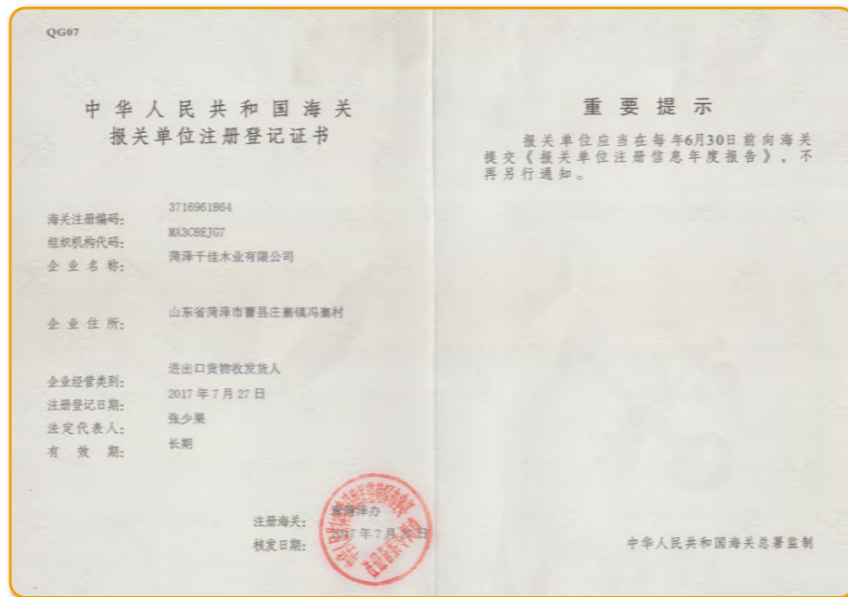 QG07
中华人民共和国海关
报关单位注册登记证书
海关注册编码: 3716961864
组织机构代码: MA3C8EJG7
企业名称: 菏泽千佳木业有限公司
企业住所: 山东省菏泽市曹县庄寨镇冯寨村
企业经营类别: 进出口货物收发货人
注册登记日期: 2017年7月27日
法定代表人: 张少果
有效期: 长期
注册海关: 菏泽办
核发日期: 2017年7月 日
重要提示
报关单位应当在每年6月30日前向海关
提交《报关单位注册信息年度报告》,不
再另行通知。
中华人民共和国海关总署监制